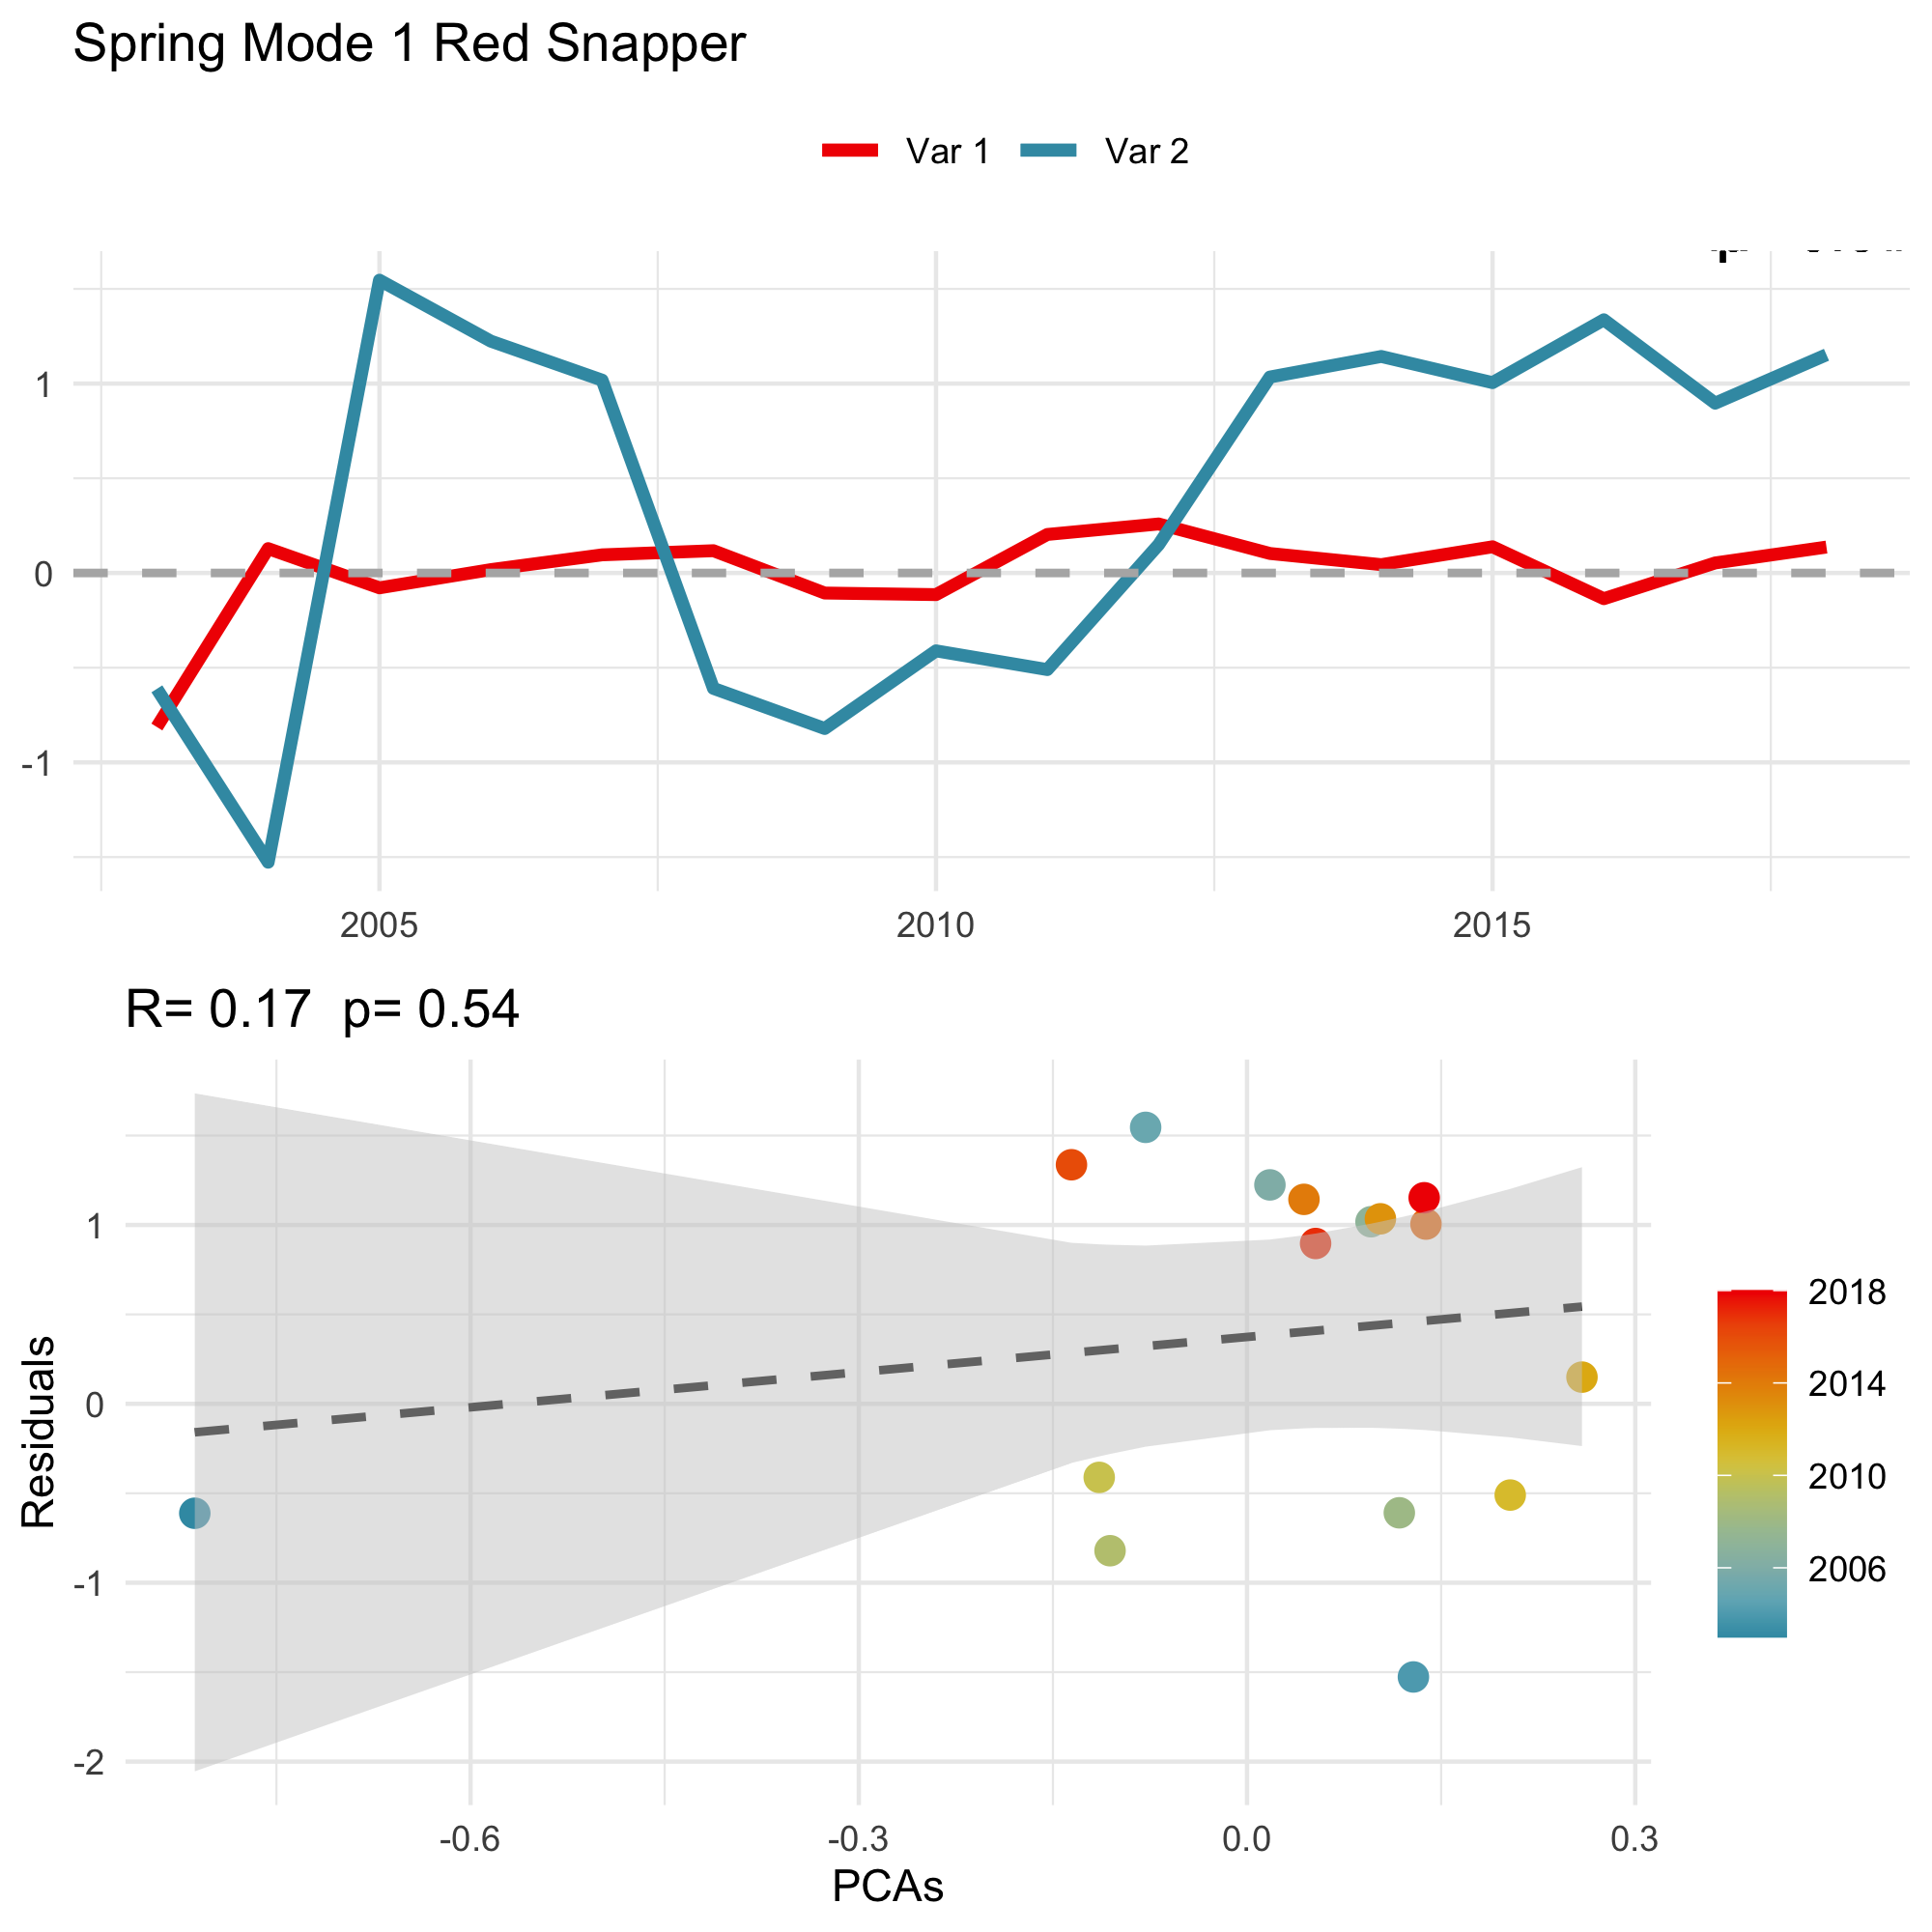 Spring Mode 1 Red Snapper
Var 1 Var 2
1
0
-1
2005 2010 2015
R= 0.17 p= 0.54
Residuals
1
0
-1
-2
-0.6 -0.3 0.0 0.3
PCAs
2018
2014
2010
2006